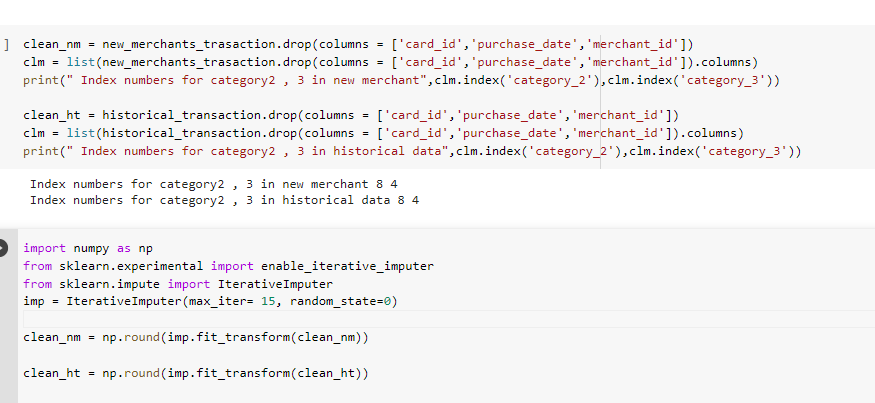 ] clean_nm = new_merchants_trasaction.drop(columns = ['card_id','purchase_date','merchant_id'])
clm = list(new_merchants_trasaction.drop(columns = ['card_id','purchase_date','merchant_id']).columns)
print(" Index numbers for category2 , 3 in new merchant",clm.index('category_2'),clm.index('category_3'))
clean_ht = historical_transaction.drop(columns = ['card_id','purchase_date','merchant_id'])
clm = list(historical_transaction.drop(columns = ['card_id','purchase_date','merchant_id']).columns)
print(" Index numbers for category2 , 3 in historical data",clm.index('category_2'),clm.index('category_3'))
Index numbers for category2 , 3 in new merchant 8 4
Index numbers for category2 , 3 in historical data 8 4
import numpy as np
from sklearn.experimental import enable_iterative_imputer
from sklearn.impute import IterativeImputer
imp = IterativeImputer(max_iter= 15, random_state=0)
clean_nm = np.round(imp.fit_transform(clean_nm))
clean_ht = np.round(imp.fit_transform(clean_ht))